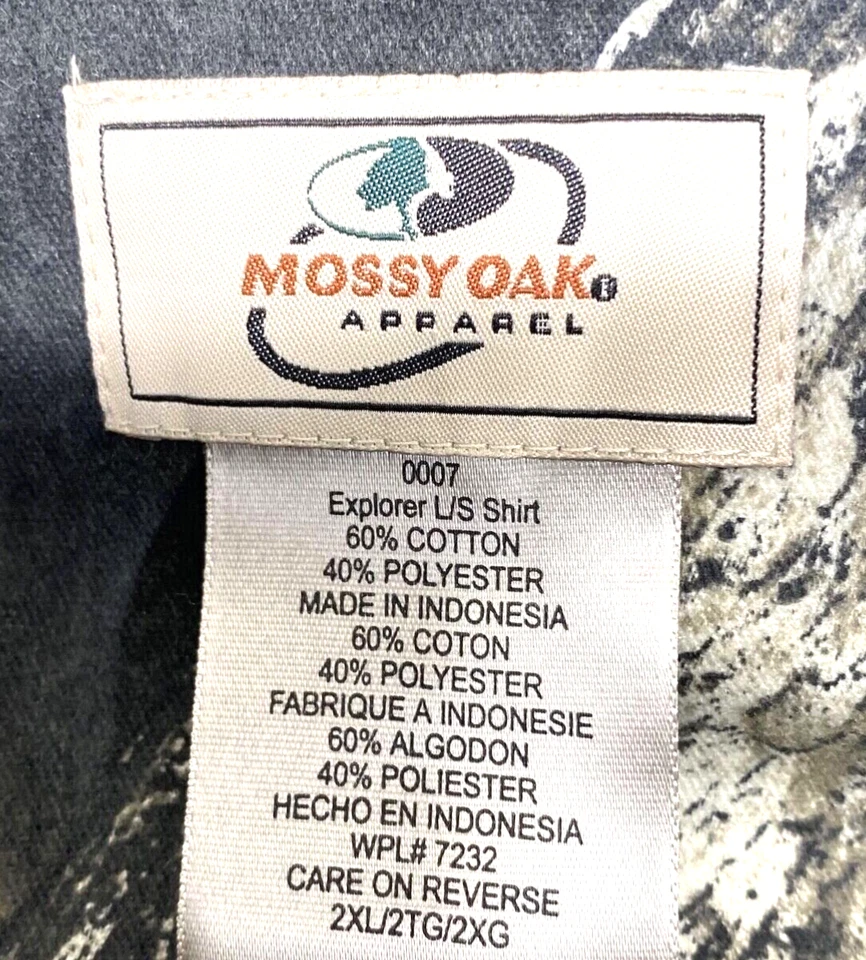 MOSSY OAK
APPAREL
0007
Explorer L/S Shirt
60% COTTON
40% POLYESTER
MADE IN INDONESIA
60% COTON
40% POLYESTER
FABRIQUE A INDONESIE
60% ALGODON
40% POLIESTER
HECHO EN INDONESIA
WPL# 7232
CARE ON REVERSE
2XL/2TG/2XG